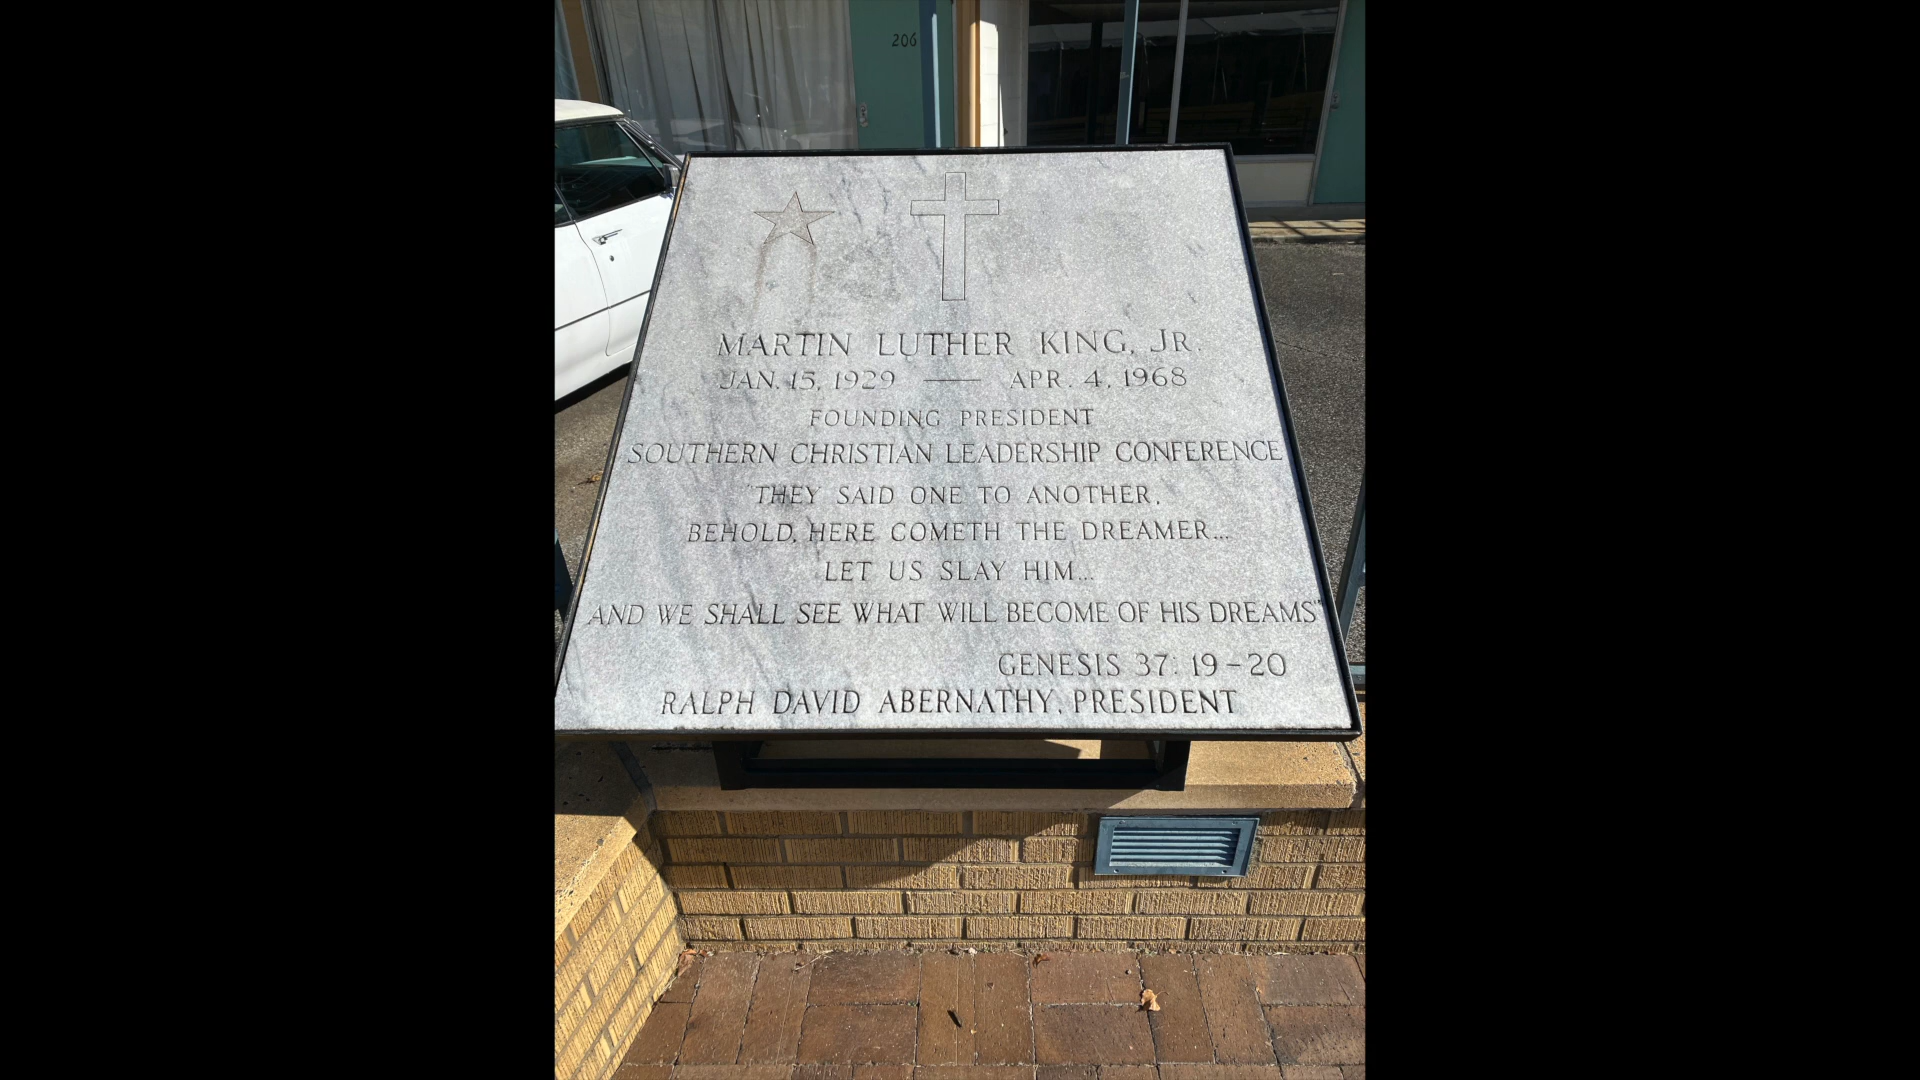 206
MARTIN LUTHER KING, JR.
JAN. 15, 1929 — APR. 4, 1968
FOUNDING PRESIDENT
SOUTHERN CHRISTIAN LEADERSHIP CONFERENCE
"THEY SAID ONE TO ANOTHER,
BEHOLD, HERE COMETH THE DREAMER...
LET US SLAY HIM...
AND WE SHALL SEE WHAT WILL BECOME OF HIS DREAMS"
GENESIS 37: 19-20
RALPH DAVID ABERNATHY, PRESIDENT